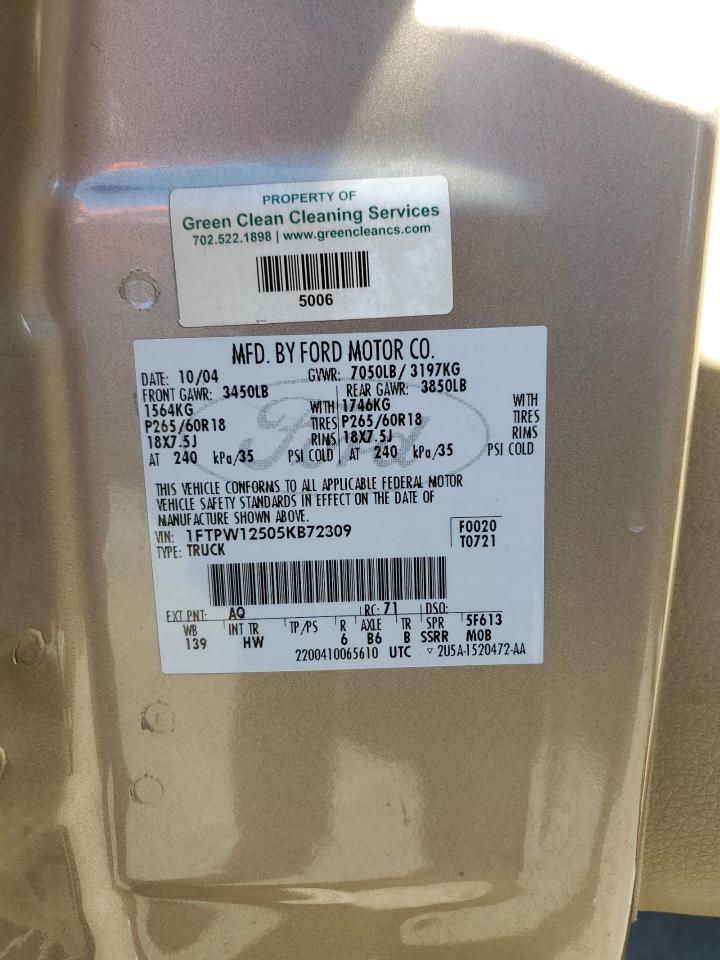 PROPERTY OF
Green Clean Cleaning Services
702.522.1898 | www.greencleancs.com
5006
MFD. BY FORD MOTOR CO.
DATE: 10/04 GVWR: 7050LB/ 3197KG
FRONT GAWR: 3450LB REAR GAWR: 3850LB
1564KG WITH 1746KG WITH
P265/60R18 TIRES P265/60R18 TIRES
18X7.5J RIMS 18X7.5J RIMS
AT 240 kPa/35 PSI COLD AT 240 kPa/35 PSI COLD
Ford
THIS VEHICLE CONFORMS TO ALL APPLICABLE FEDERAL MOTOR
VEHICLE SAFETY STANDARDS IN EFFECT ON THE DATE OF
MANUFACTURE SHOWN ABOVE.
VIN: 1FTPW12505KB72309 F0020
TYPE: TRUCK T0721
EXT PNT: AQ RC: 71 DSO:
WB INT TR TP/PS R AXLE TR SPR 5F613
139 HW 6 B6 B SSRR MOB
2200410065610 UTC ▽ 2U5A-1520472-AA